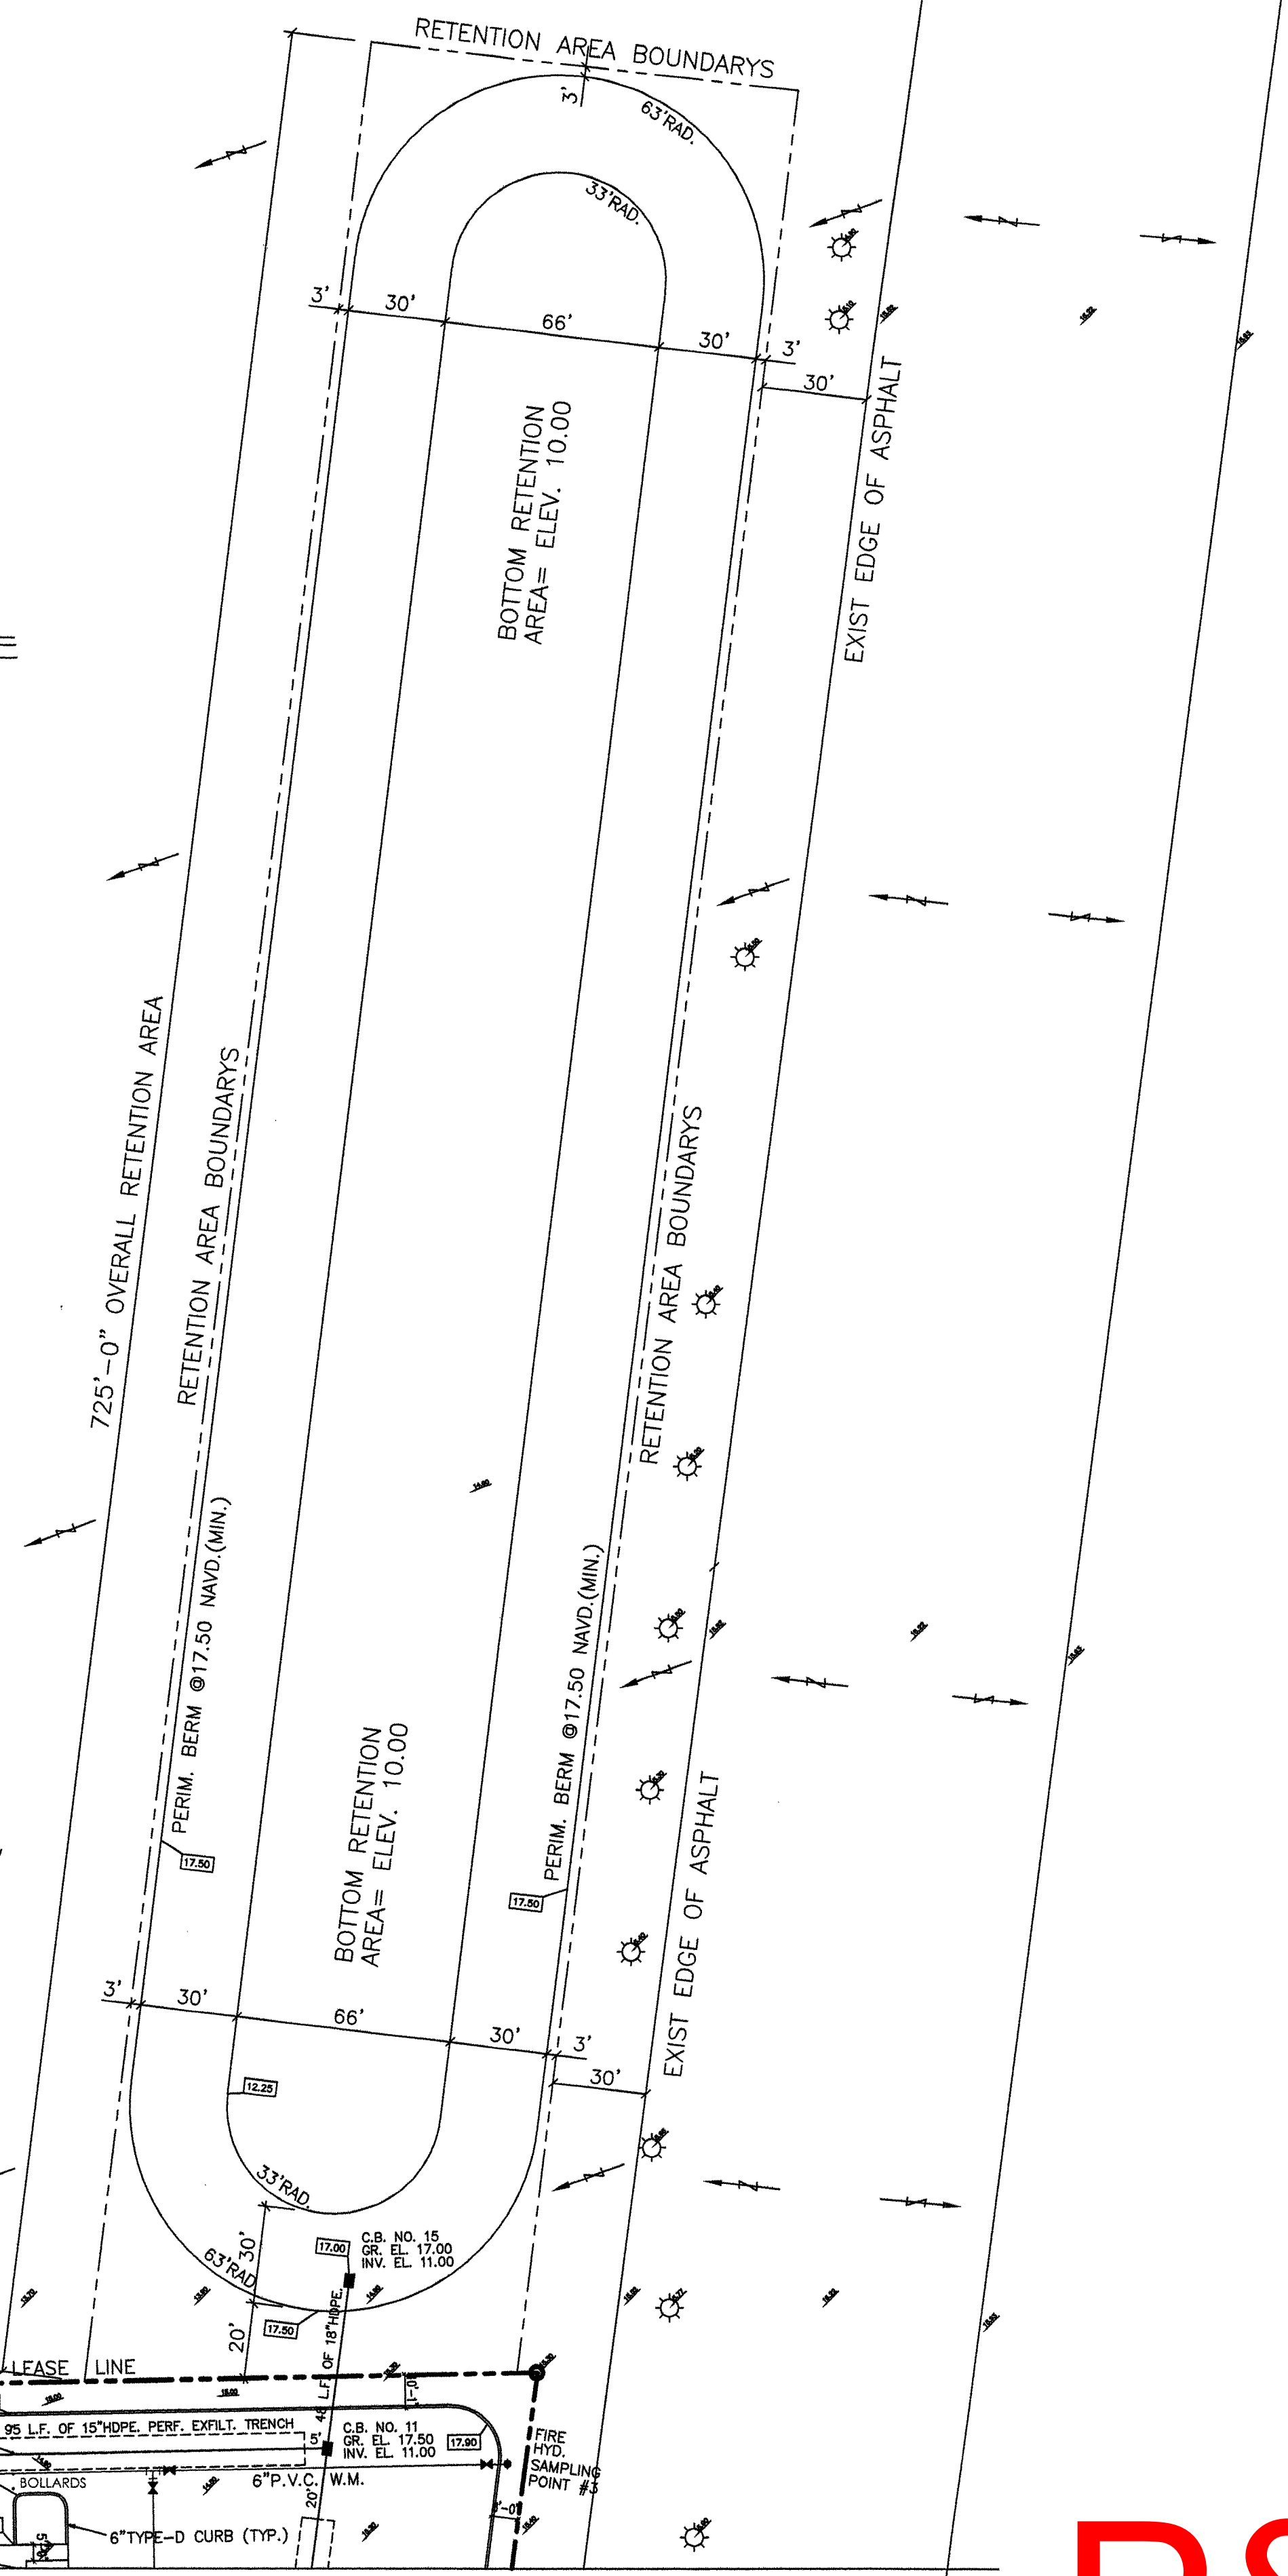 RETENTION AREA BOUNDARYS
3'
63'RAD.
33'RAD.
3'
30'
66'
30'
3'
30'
BOTTOM RETENTION
AREA= ELEV. 10.00
EXIST EDGE OF ASPHALT
725'-0" OVERALL RETENTION AREA
RETENTION AREA BOUNDARYS
RETENTION AREA BOUNDARYS
PERIM. BERM @17.50 NAVD.(MIN.)
17.50
PERIM. BERM @17.50 NAVD.(MIN.)
17.50
BOTTOM RETENTION
AREA= ELEV. 10.00
EXIST EDGE OF ASPHALT
3'
30'
66'
30'
3'
30'
12.25
33'RAD.
30'
63'RAD
17.00
C.B. NO. 15
GR. EL. 17.00
INV. EL. 11.00
17.50
20'
48 L.F. OF 18"HDPE.
LEASE LINE
95 L.F. OF 15"HDPE. PERF. EXFILT. TRENCH
5'
C.B. NO. 11
GR. EL. 17.50
INV. EL. 11.00
17.90
FIRE
HYD.
SAMPLING
POINT #3
BOLLARDS
6"P.V.C. W.M.
20'
6"TYPE-D CURB (TYP.)